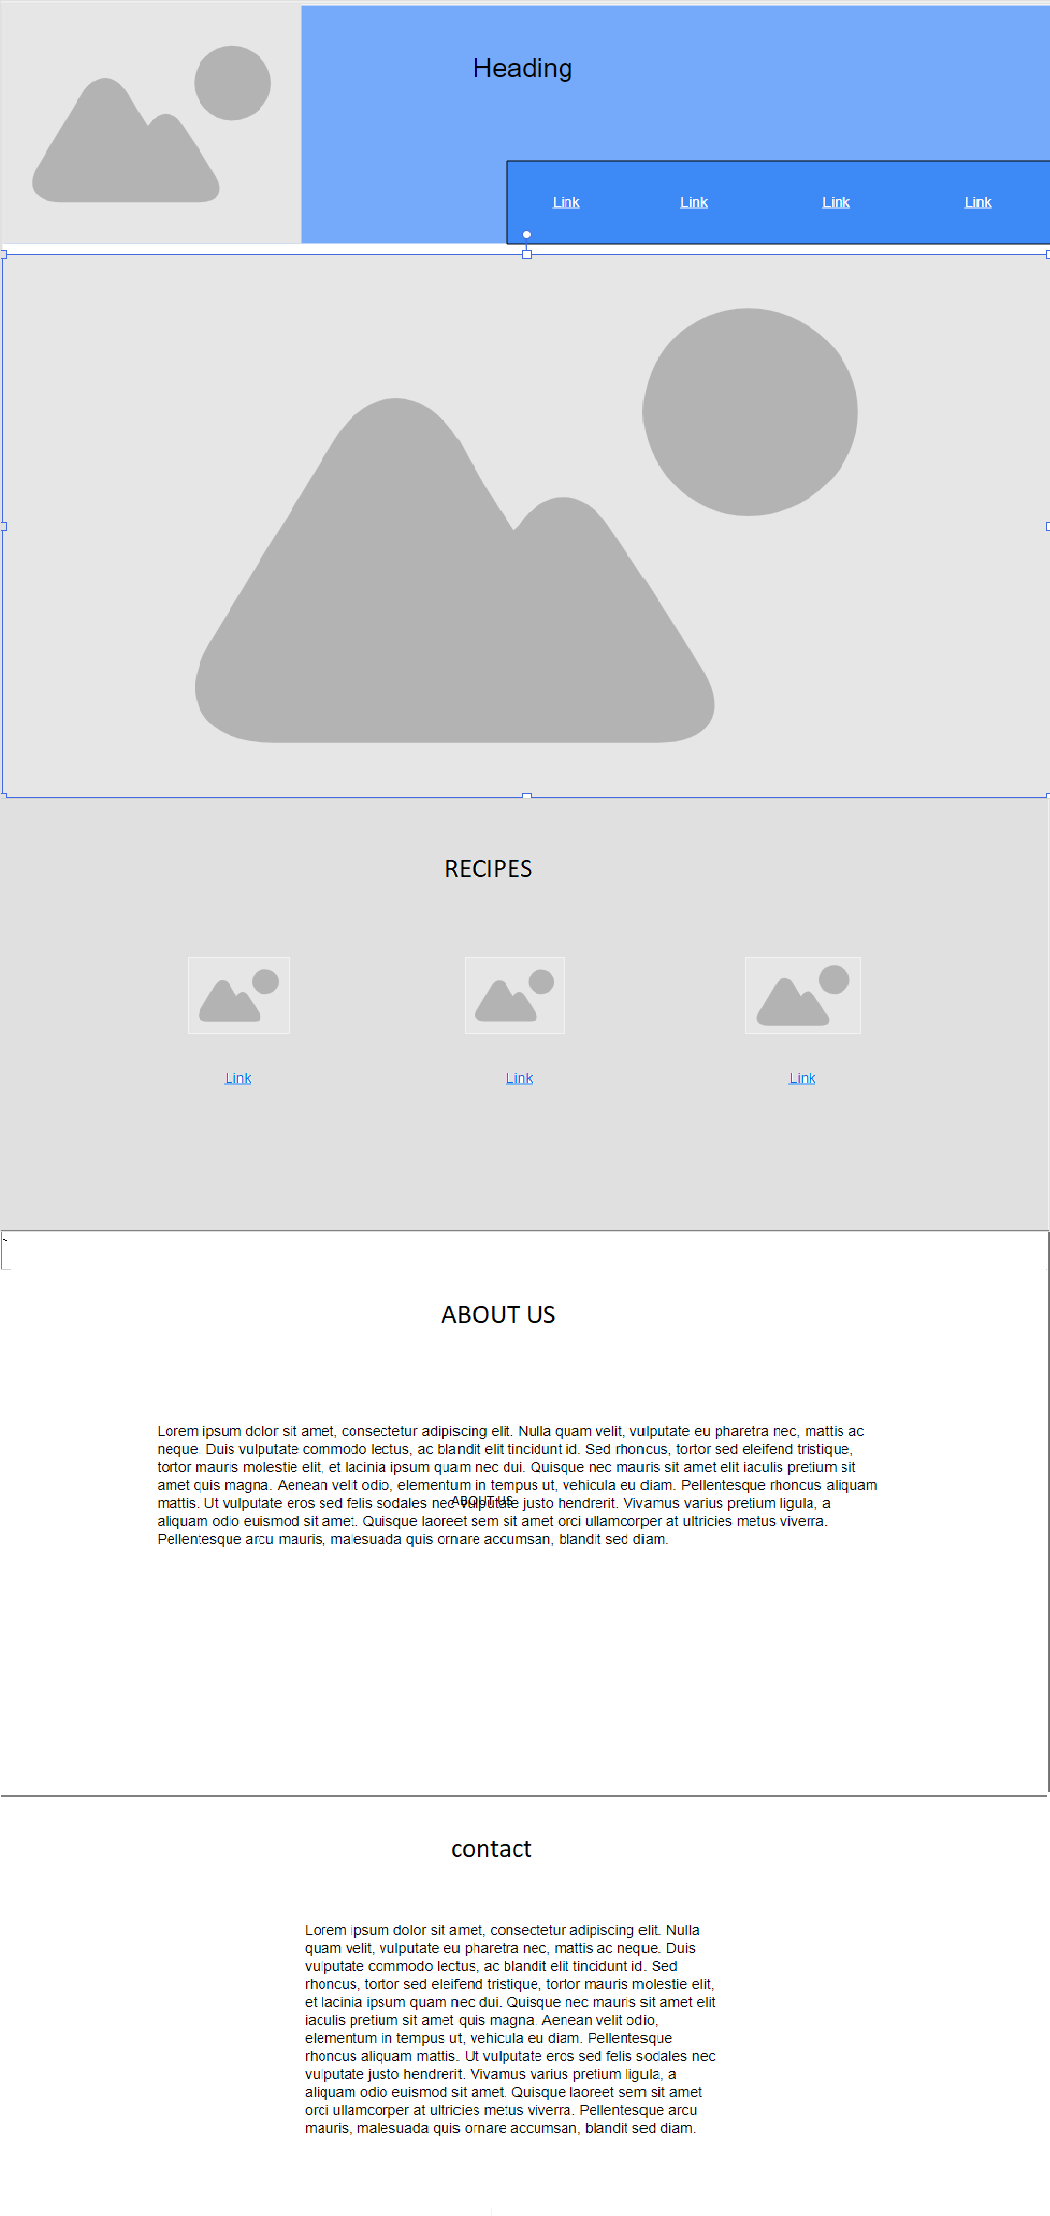 Heading
Link Link Link Link
RECIPES
Link Link Link
ABOUT US
Lorem ipsum dolor sit amet, consectetur adipiscing elit. Nulla quam velit, vulputate eu pharetra nec, mattis ac
neque. Duis vulputate commodo lectus, ac blandit elit tincidunt id. Sed rhoncus, tortor sed eleifend tristique,
tortor mauris molestie elit, et lacinia ipsum quam nec dui. Quisque nec mauris sit amet elit iaculis pretium sit
amet quis magna. Aenean velit odio, elementum in tempus ut, vehicula eu diam. Pellentesque rhoncus aliquam
ABOUT US
mattis. Ut vulputate eros sed felis sodales nec vulputate justo hendrerit. Vivamus varius pretium ligula, a
aliquam odio euismod sit amet. Quisque laoreet sem sit amet orci ullamcorper at ultricies metus viverra.
Pellentesque arcu mauris, malesuada quis ornare accumsan, blandit sed diam.
contact
Lorem ipsum dolor sit amet, consectetur adipiscing elit. Nulla
quam velit, vulputate eu pharetra nec, mattis ac neque. Duis
vulputate commodo lectus, ac blandit elit tincidunt id. Sed
rhoncus, tortor sed eleifend tristique, tortor mauris molestie elit,
et lacinia ipsum quam nec dui. Quisque nec mauris sit amet elit
iaculis pretium sit amet quis magna. Aenean velit odio,
elementum in tempus ut, vehicula eu diam. Pellentesque
rhoncus aliquam mattis. Ut vulputate eros sed felis sodales nec
vulputate justo hendrerit. Vivamus varius pretium ligula, a
aliquam odio euismod sit amet. Quisque laoreet sem sit amet
orci ullamcorper at ultricies metus viverra. Pellentesque arcu
mauris, malesuada quis ornare accumsan, blandit sed diam.